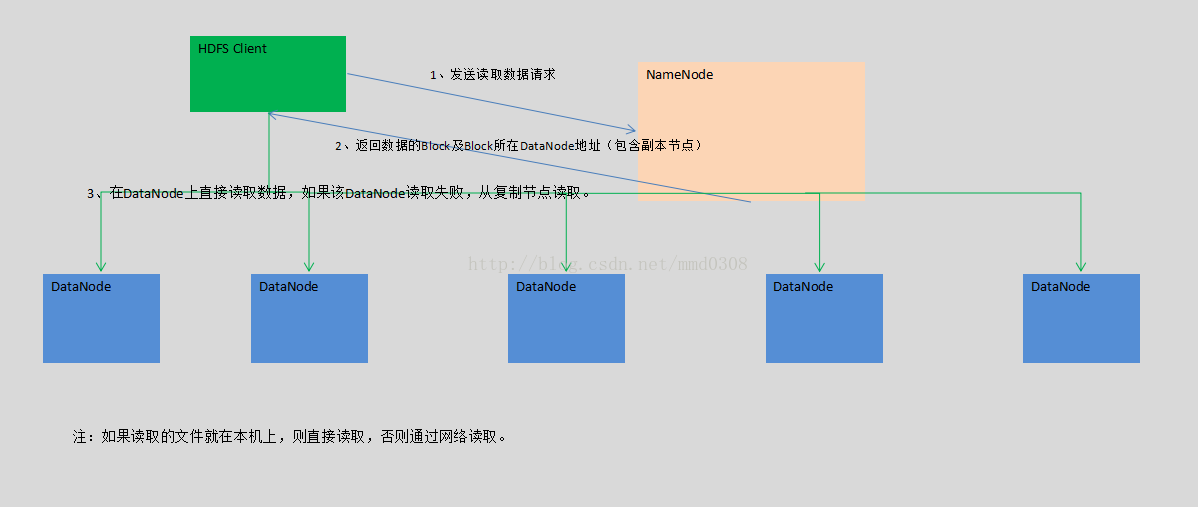 HDFS Client
1、发送读取数据请求
NameNode
2、返回数据的Block及Block所在DataNode地址（包含副本节点）
3、在DataNode上直接读取数据，如果该DataNode读取失败，从复制节点读取。
http://blog.csdn.net/mmd0308
DataNode
DataNode
DataNode
DataNode
DataNode
注：如果读取的文件就在本机上，则直接读取，否则通过网络读取。